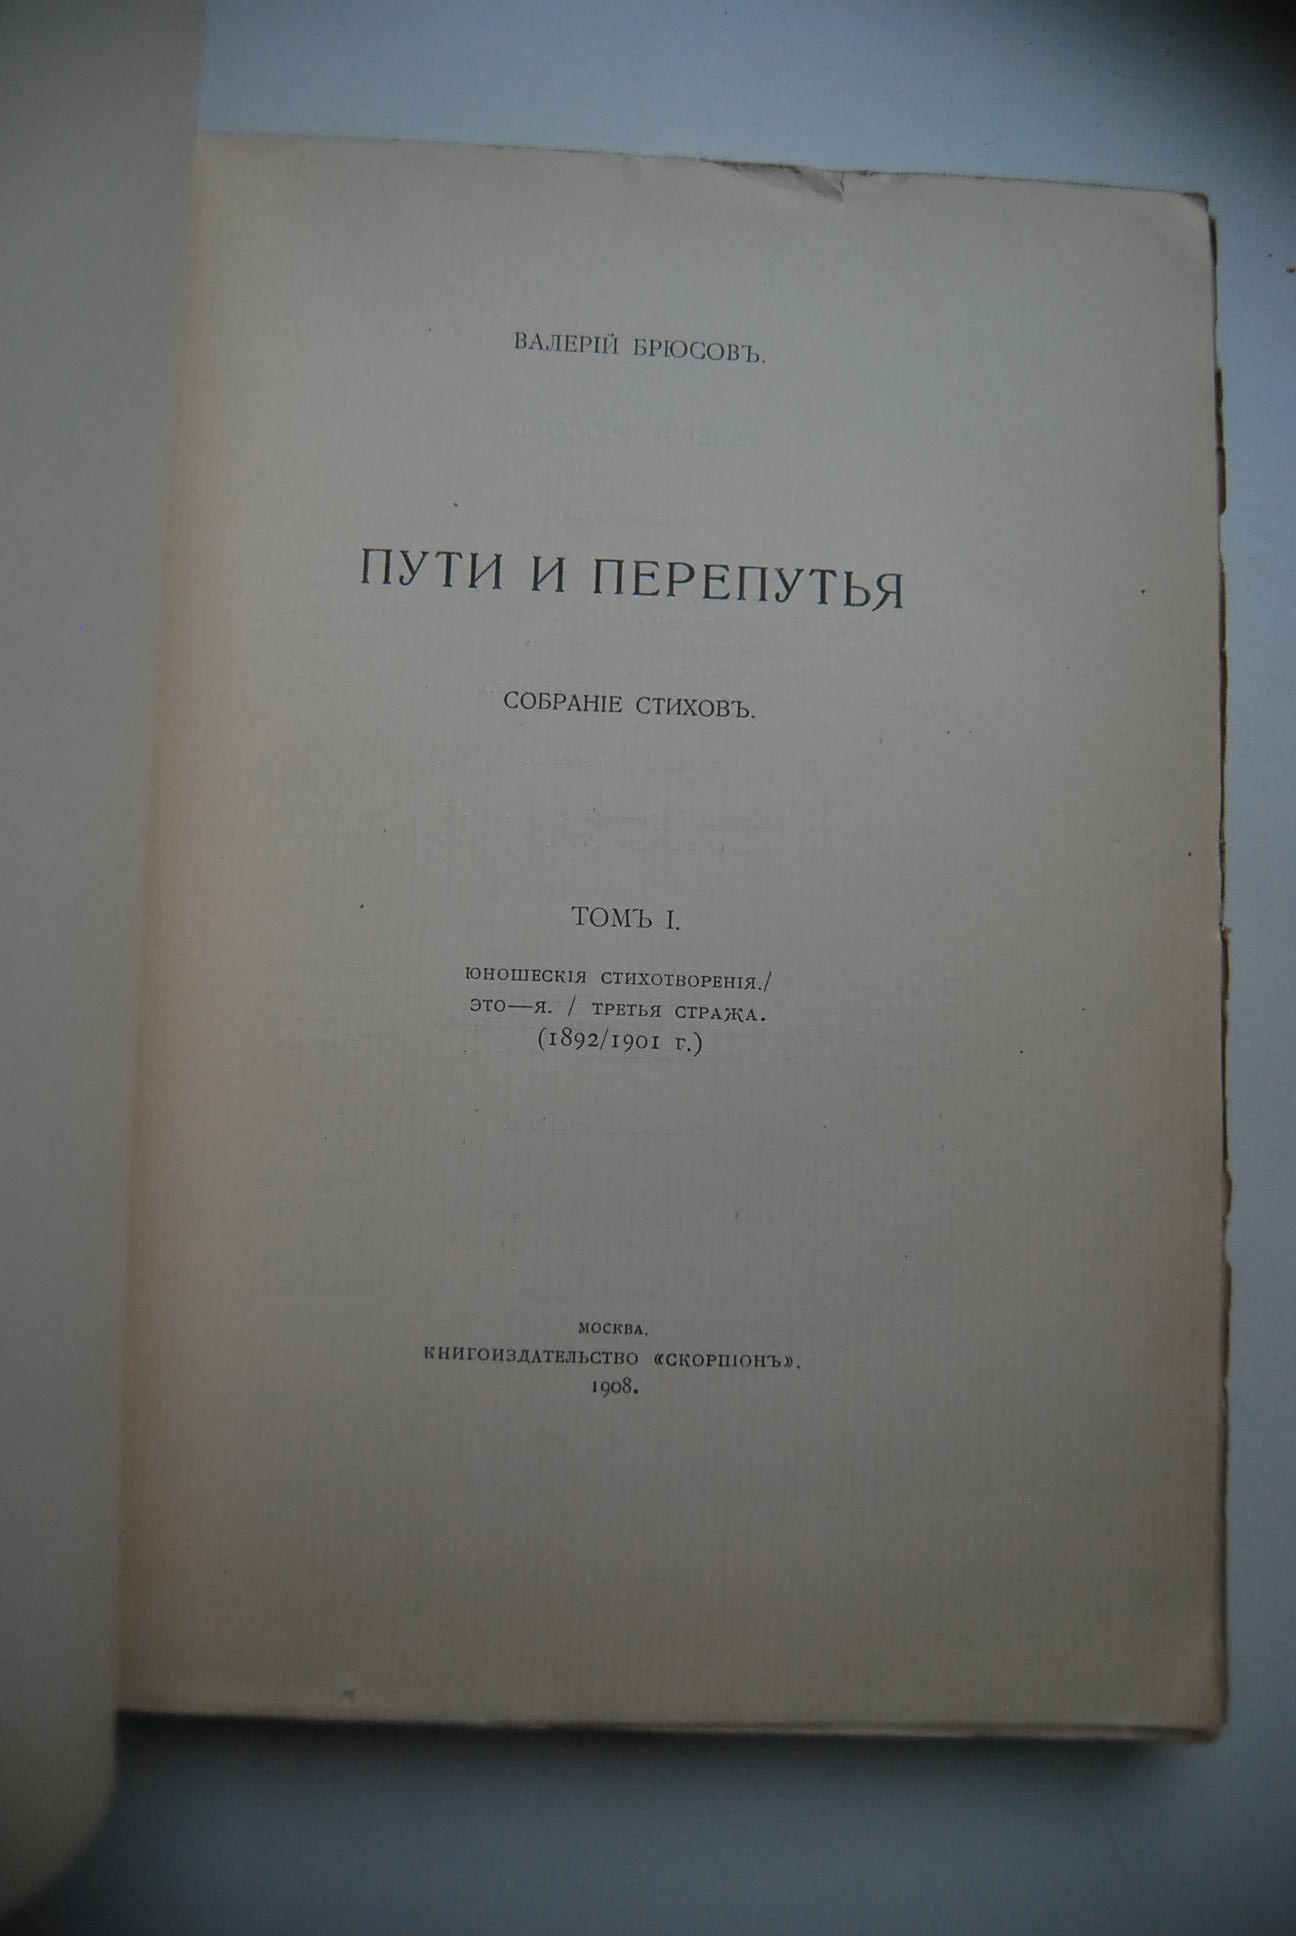 ВАЛЕРІЙ БРЮСОВЪ.
ПУТИ И ПЕРЕПУТЬЯ
СОБРАНІЕ СТИХОВЪ.
ТОМЪ I.
ЮНОШЕСКІЯ СТИХОТВОРЕНІЯ./
ЭТО—Я. / ТРЕТЬЯ СТРАЖА.
(1892/1901 г.)
МОСКВА,
КНИГОИЗДАТЕЛЬСТВО «СКОРПІОНЪ».
1908.